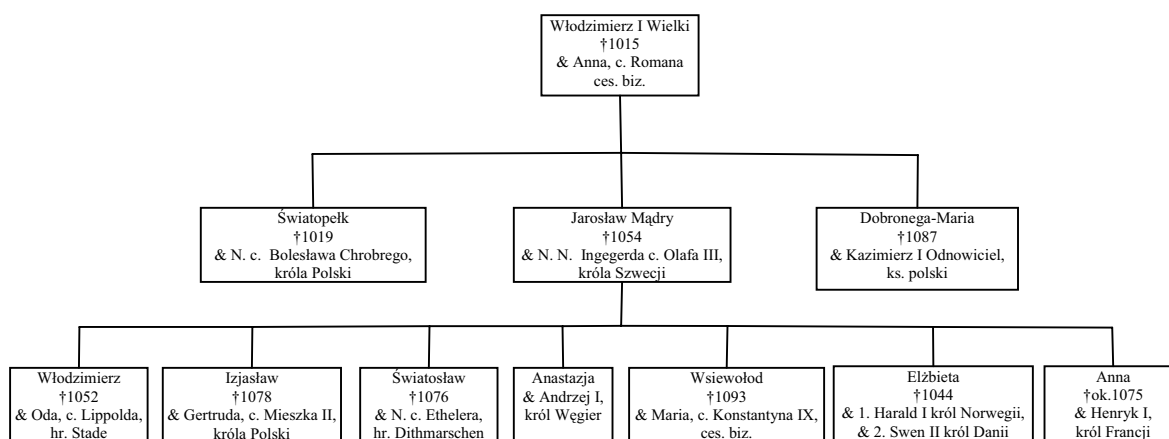 Włodzimierz I Wielki
†1015
& Anna, c. Romana
ces. biz.
Światopełk
†1019
& N. c. Bolesława Chrobrego,
króla Polski
Jarosław Mądry
†1054
& N. N. Ingegerda c. Olafa III,
króla Szwecji
Dobronega-Maria
†1087
& Kazimierz I Odnowiciel,
ks. polski
Włodzimierz
†1052
& Oda, c. Lippolda,
hr. Stade
Izjasław
†1078
& Gertruda, c. Mieszka II,
króla Polski
Światosław
†1076
& N. c. Ethelera,
hr. Dithmarschen
Anastazja
& Andrzej I,
król Węgier
Wsiewołod
†1093
& Maria, c. Konstantyna IX,
ces. biz.
Elżbieta
†1044
& 1. Harald I król Norwegii,
& 2. Swen II król Danii
Anna
†ok.1075
& Henryk I,
król Francji